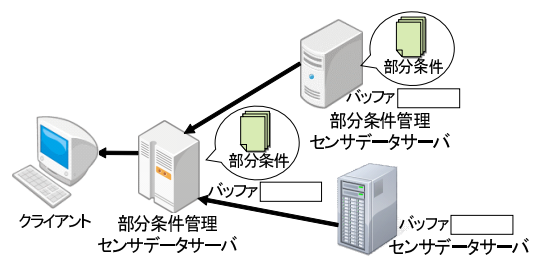 部分条件
バッファ
部分条件管理
センサデータサーバ
部分条件
バッファ
クライアント
部分条件管理
センサデータサーバ
バッファ
センサデータサーバ